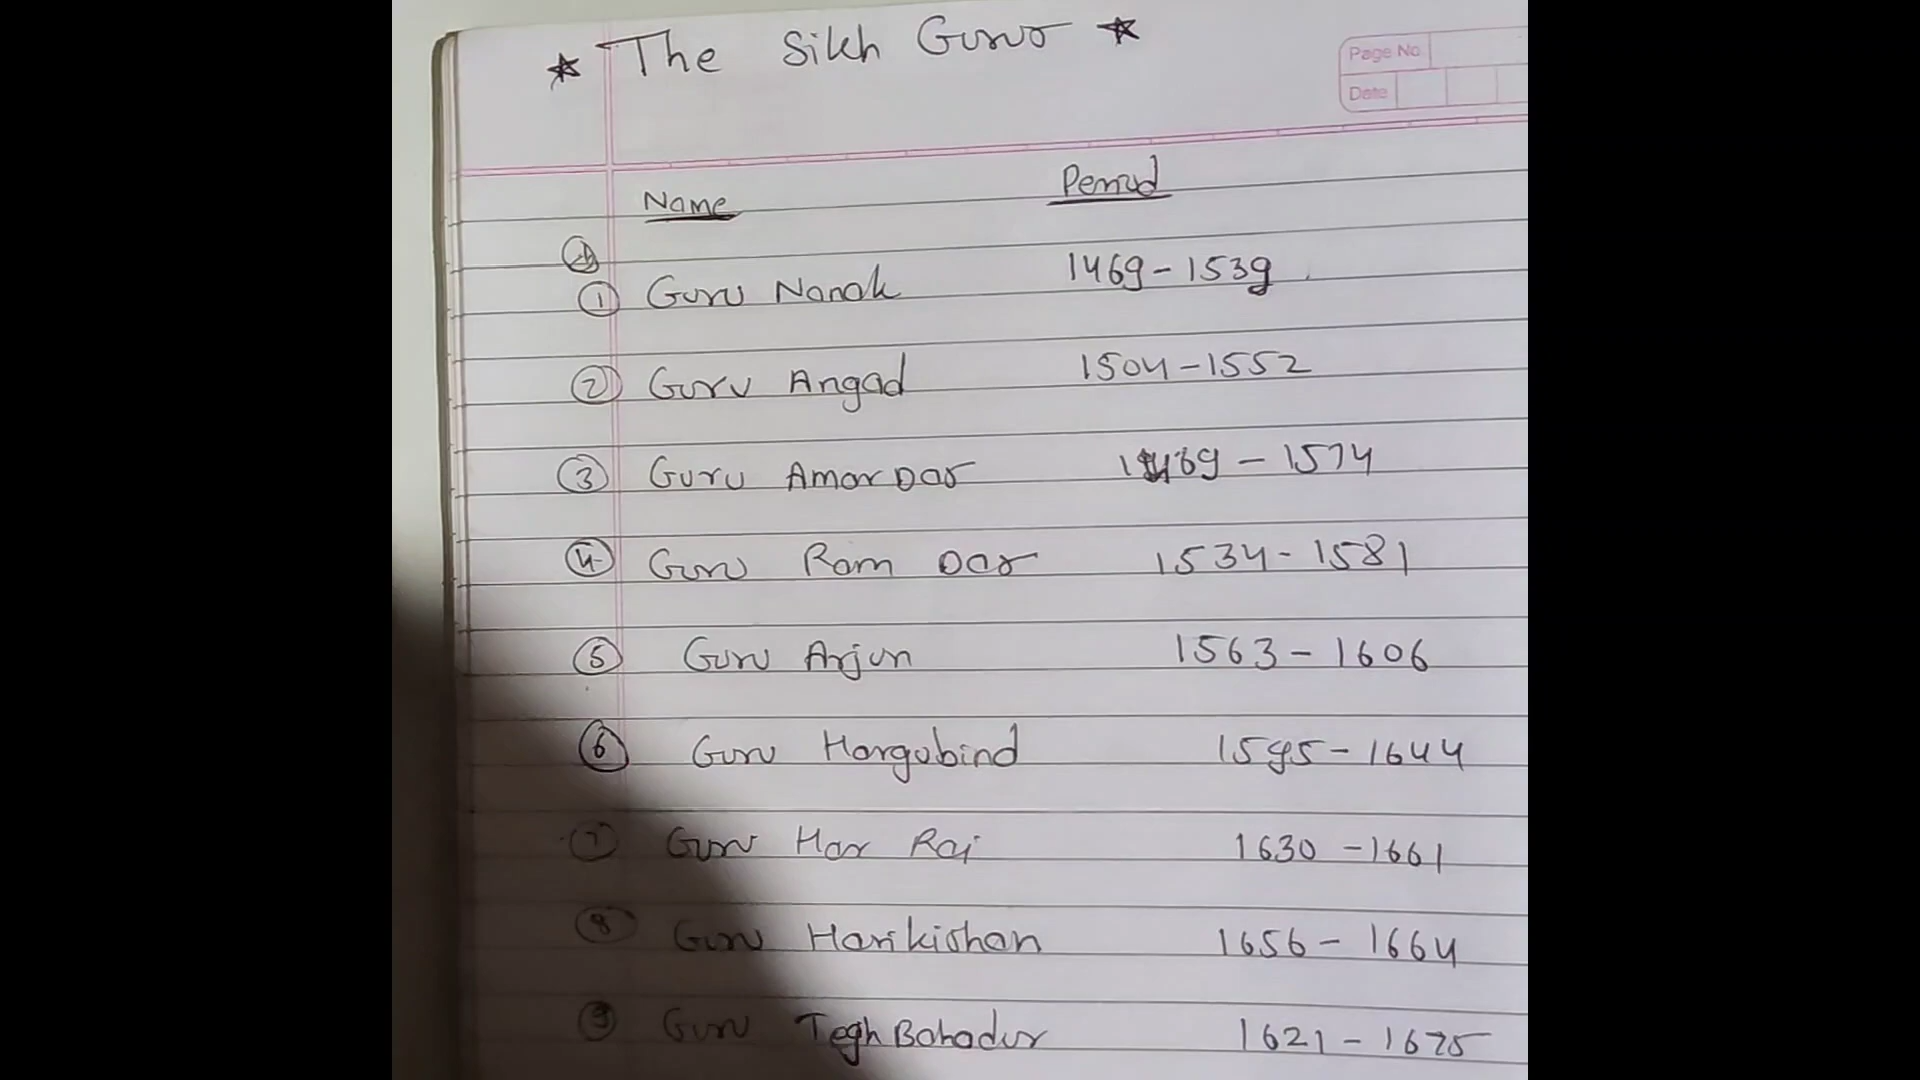 ★ The Sikh Guru ★
Page No.
Date
Name Period
① Guru Nanak 1469 - 1539
② Guru Angad 1504 - 1552
③ Guru Amar Das 1469 - 1574
④ Guru Ram Das 1534 - 1581
⑤ Guru Arjun 1563 - 1606
⑥ Guru Hargobind 1595 - 1644
⑦ Guru Har Rai 1630 - 1661
⑧ Guru Harikishan 1656 - 1664
⑨ Guru Tegh Bahadur 1621 - 1675